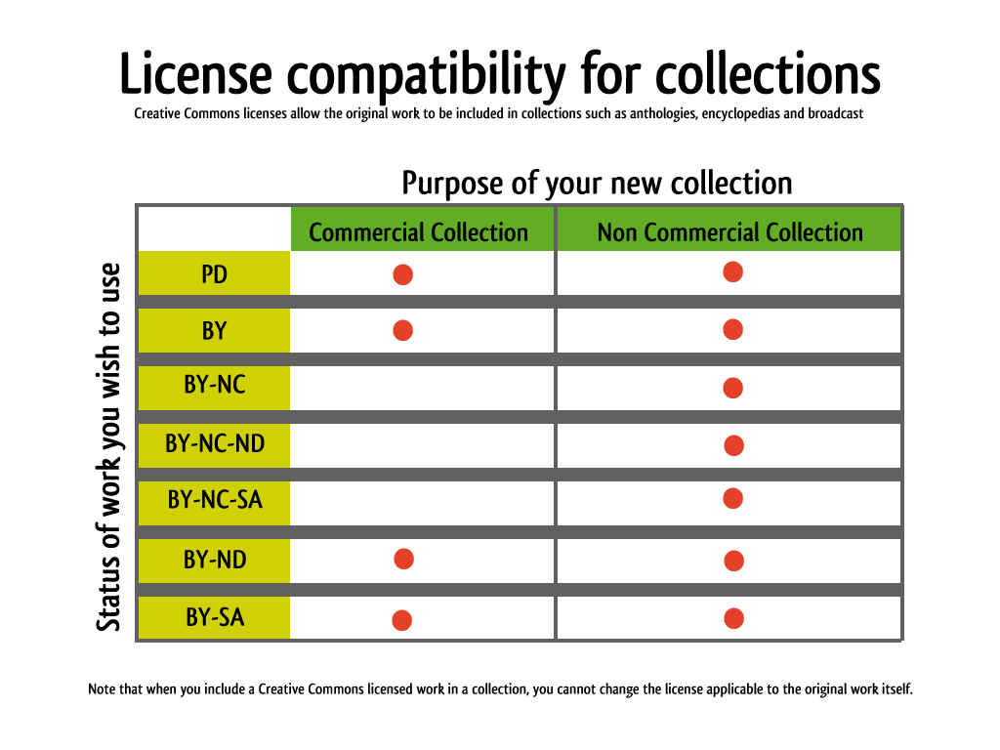 License compatibility for collections
Creative Commons licenses allow the original work to be included in collections such as anthologies, encyclopedias and broadcast
Purpose of your new collection
Commercial Collection
Non Commercial Collection
Status of work you wish to use
PD
BY
BY-NC
BY-NC-ND
BY-NC-SA
BY-ND
BY-SA
Note that when you include a Creative Commons licensed work in a collection, you cannot change the license applicable to the original work itself.